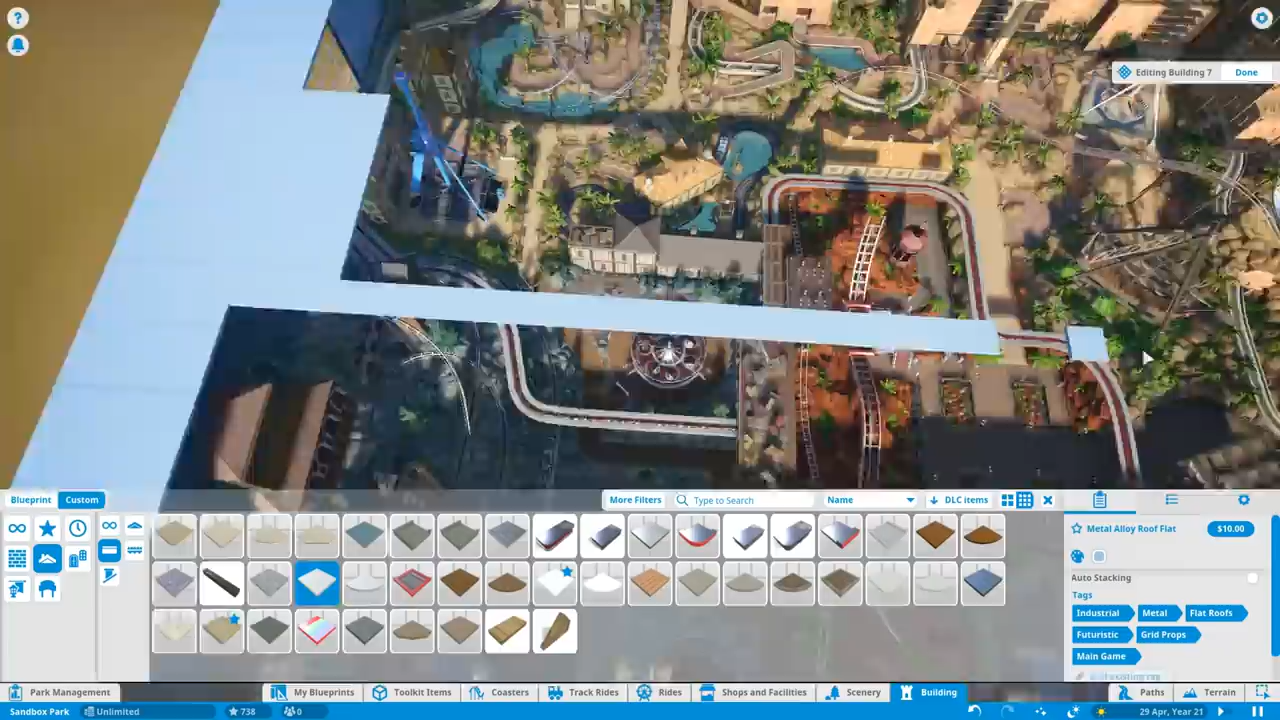 ?
Editing Building 7
Done
Blueprint
Custom
More Filters
Type to Search
Name
DLC items
Metal Alloy Roof Flat
$10.00
Auto Stacking
Tags
Industrial
Metal
Flat Roofs
Futuristic
Grid Props
Main Game
Park Management
My Blueprints
Toolkit Items
Coasters
Track Rides
Rides
Shops and Facilities
Scenery
Building
Paths
Terrain
Sandbox Park
Unlimited
738
0
29 Apr, Year 21